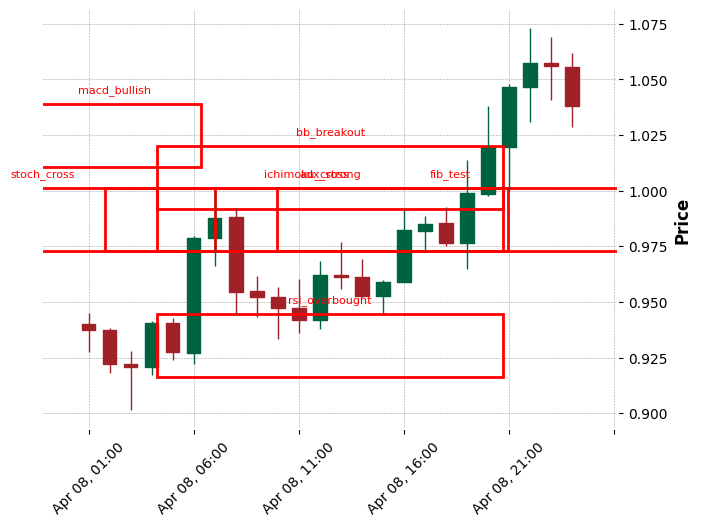 macd_bullish
bb_breakout
stoch_cross
fib_test
rsi_overbought
1.075
1.050
1.025
1.000
0.975
0.950
0.925
0.900
Price
Apr 08, 01:00
Apr 08, 06:00
Apr 08, 11:00
Apr 08, 16:00
Apr 08, 21:00